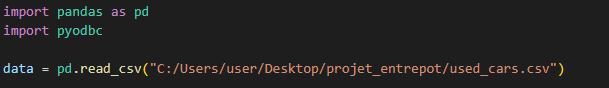 import pandas as pd
import pyodbc
data = pd.read_csv("C:/Users/user/Desktop/projet_entrepot/used_cars.csv")